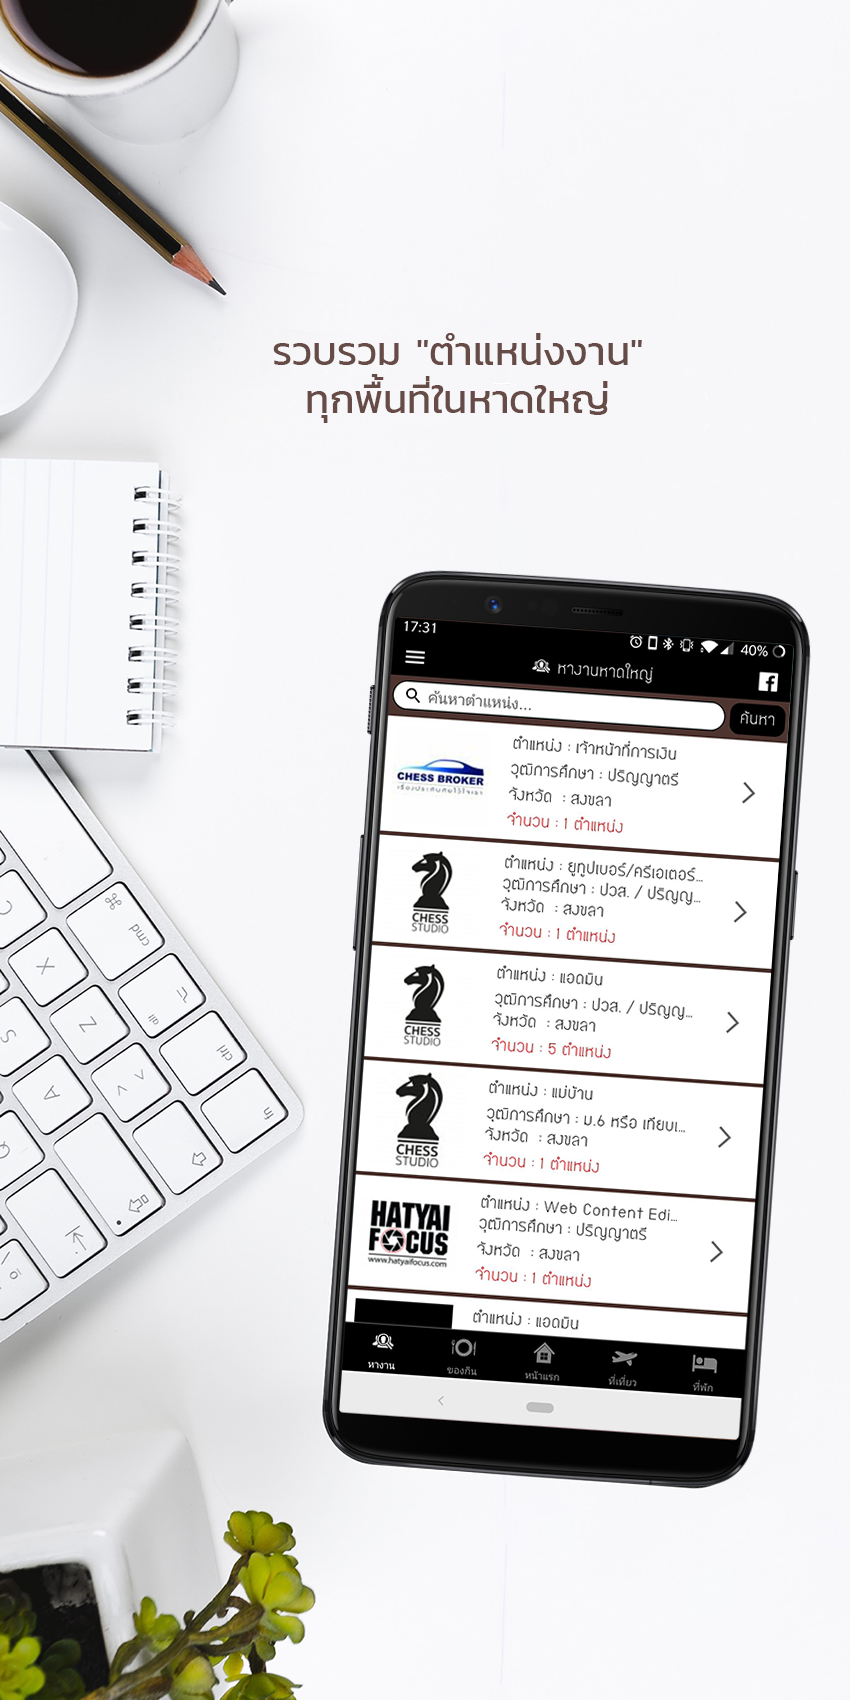 รวบรวม "ตำแหน่งงาน"
ทุกพื้นที่ในหาดใหญ่
17:31
40%
หางานหาดใหญ่
ค้นหาตำแหน่ง...
ค้นหา
CHESS BROKER
เรื่องประกันภัยไว้ใจเรา
ตำแหน่ง : เจ้าหน้าที่การเงิน
วุฒิการศึกษา : ปริญญาตรี
จังหวัด : สงขลา
จำนวน : 1 ตำแหน่ง
CHESS
STUDIO
ตำแหน่ง : ยูทูปเบอร์/ครีเอเตอร์...
วุฒิการศึกษา : ปวส. / ปริญญ...
จังหวัด : สงขลา
จำนวน : 1 ตำแหน่ง
CHESS
STUDIO
ตำแหน่ง : แอดมิน
วุฒิการศึกษา : ปวส. / ปริญญ...
จังหวัด : สงขลา
จำนวน : 5 ตำแหน่ง
CHESS
STUDIO
ตำแหน่ง : แม่บ้าน
วุฒิการศึกษา : ม.6 หรือ เทียบเ...
จังหวัด : สงขลา
จำนวน : 1 ตำแหน่ง
HATYAI
FOCUS
www.hatyaifocus.com
ตำแหน่ง : Web Content Edi...
วุฒิการศึกษา : ปริญญาตรี
จังหวัด : สงขลา
จำนวน : 1 ตำแหน่ง
ตำแหน่ง : แอดมิน
หางาน
ของกิน
หน้าแรก
ที่เที่ยว
ที่พัก
cmd
C
X
Z
S
A
Q